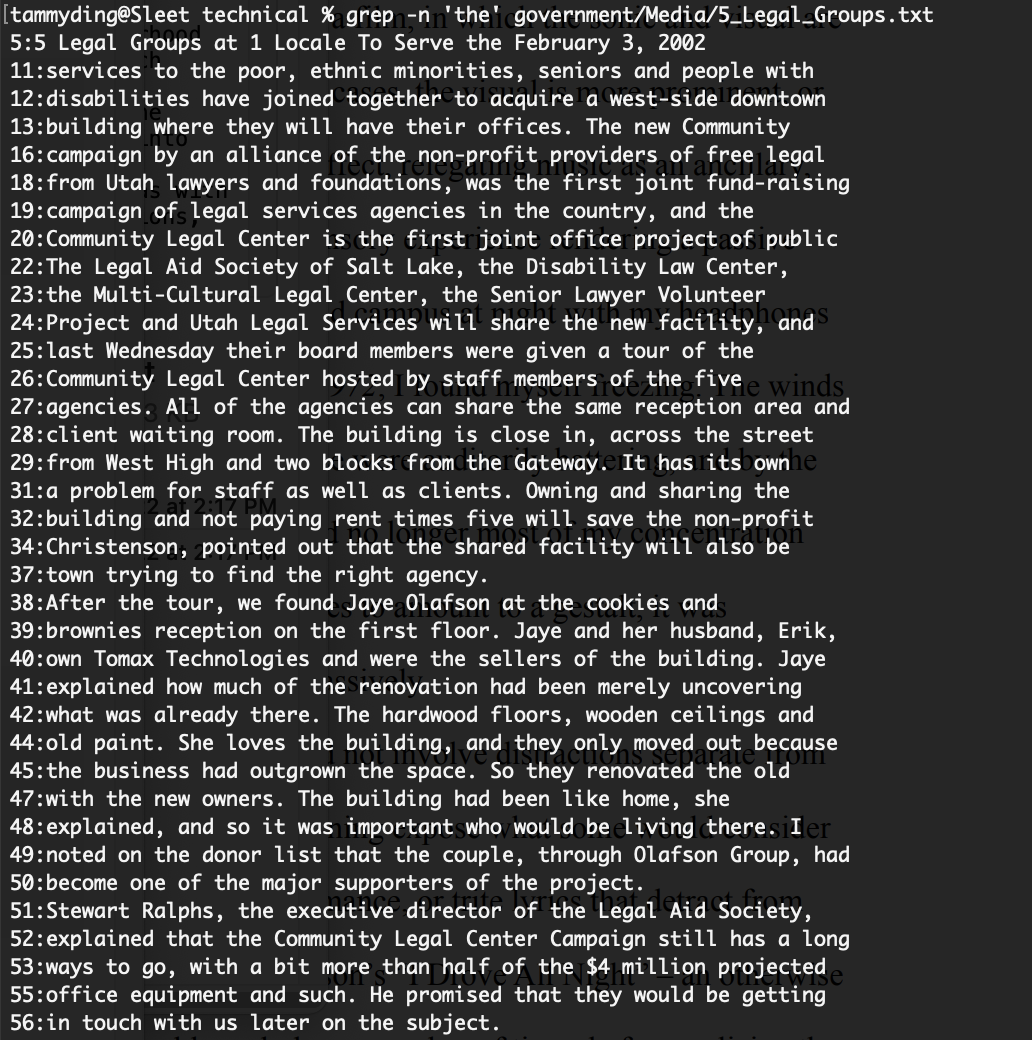 [tammyding@Sleet technical % grep -n 'the' government/Media/5_Legal_Groups.txt
5:5 Legal Groups at 1 Locale To Serve the February 3, 2002
11:services to the poor, ethnic minorities, seniors and people with
12:disabilities have joined together to acquire a west-side downtown
13:building where they will have their offices. The new Community
16:campaign by an alliance of the non-profit providers of free legal
18:from Utah lawyers and foundations, was the first joint fund-raising
19:campaign of legal services agencies in the country, and the
20:Community Legal Center is the first joint office project of public
22:The Legal Aid Society of Salt Lake, the Disability Law Center,
23:the Multi-Cultural Legal Center, the Senior Lawyer Volunteer
24:Project and Utah Legal Services will share the new facility, and
25:last Wednesday their board members were given a tour of the
26:Community Legal Center hosted by staff members of the five
27:agencies. All of the agencies can share the same reception area and
28:client waiting room. The building is close in, across the street
29:from West High and two blocks from the Gateway. It has its own
31:a problem for staff as well as clients. Owning and sharing the
32:building and not paying rent times five will save the non-profit
34:Christenson, pointed out that the shared facility will also be
37:town trying to find the right agency.
38:After the tour, we found Jaye Olafson at the cookies and
39:brownies reception on the first floor. Jaye and her husband, Erik,
40:own Tomax Technologies and were the sellers of the building. Jaye
41:explained how much of the renovation had been merely uncovering
42:what was already there. The hardwood floors, wooden ceilings and
44:old paint. She loves the building, and they only moved out because
45:the business had outgrown the space. So they renovated the old
47:with the new owners. The building had been like home, she
48:explained, and so it was important who would be living there. I
49:noted on the donor list that the couple, through Olafson Group, had
50:become one of the major supporters of the project.
51:Stewart Ralphs, the executive director of the Legal Aid Society,
52:explained that the Community Legal Center Campaign still has a long
53:ways to go, with a bit more than half of the $4 million projected
55:office equipment and such. He promised that they would be getting
56:in touch with us later on the subject.